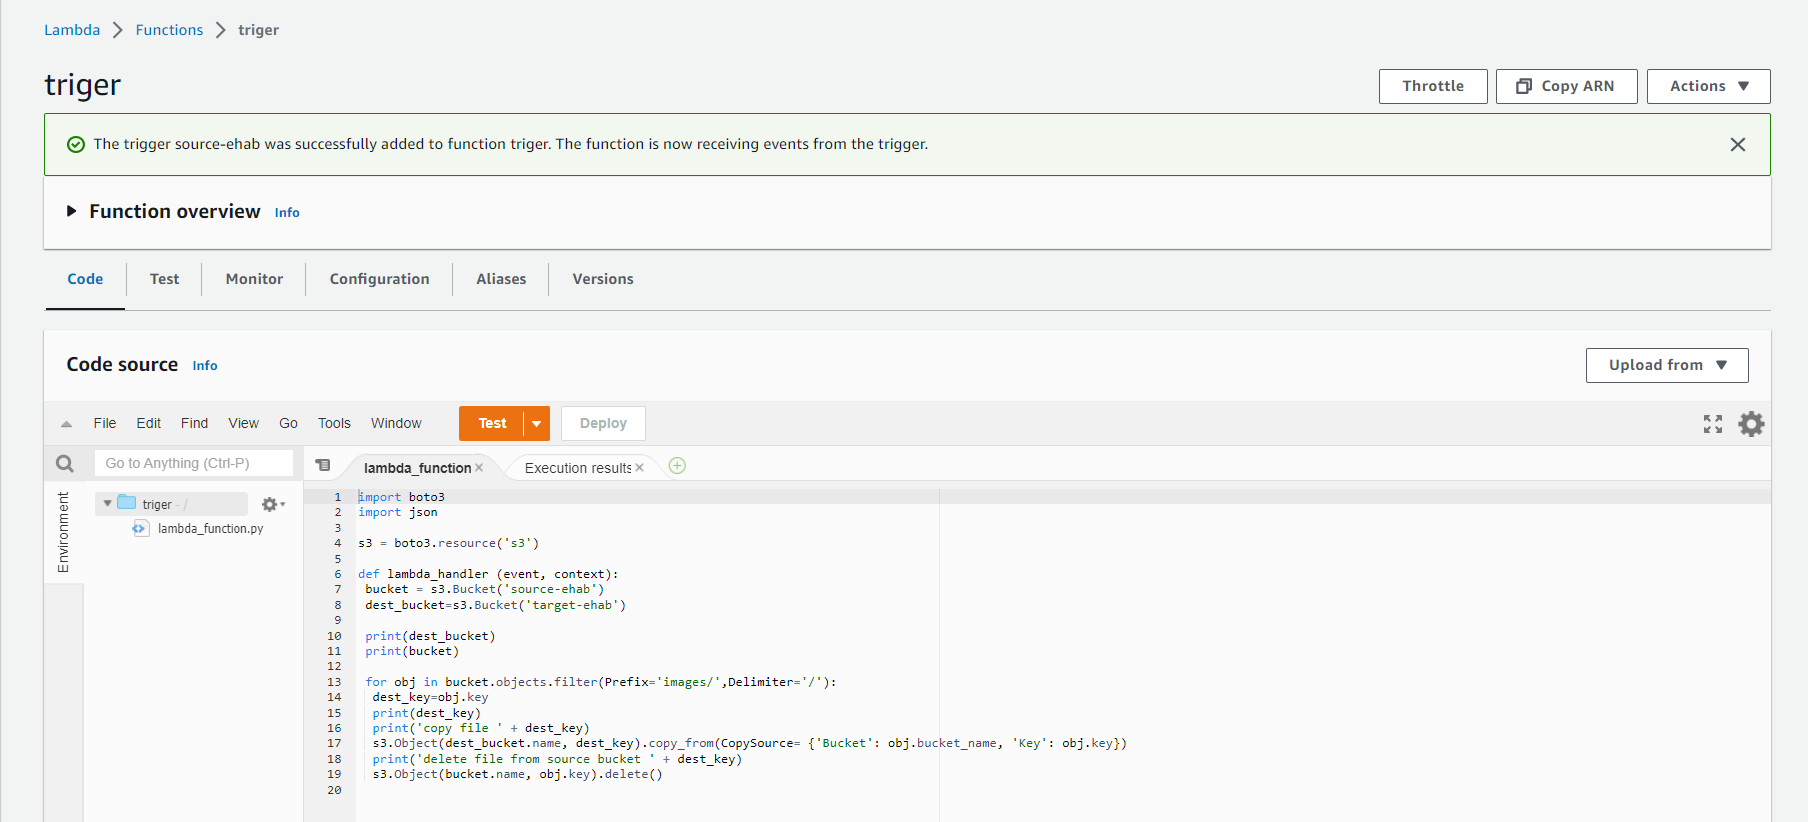 Lambda > Functions > triger
triger
Throttle
Copy ARN
Actions
The trigger source-ehab was successfully added to function triger. The function is now receiving events from the trigger.
Function overview Info
Code
Test
Monitor
Configuration
Aliases
Versions
Code source Info
Upload from
File Edit Find View Go Tools Window
Test
Deploy
Go to Anything (Ctrl-P)
lambda_function
Execution results
Environment
triger - /
lambda_function.py
1 import boto3
2 import json
3
4 s3 = boto3.resource('s3')
5
6 def lambda_handler (event, context):
7 bucket = s3.Bucket('source-ehab')
8 dest_bucket=s3.Bucket('target-ehab')
9
10 print(dest_bucket)
11 print(bucket)
12
13 for obj in bucket.objects.filter(Prefix='images/',Delimiter='/'):
14 dest_key=obj.key
15 print(dest_key)
16 print('copy file ' + dest_key)
17 s3.Object(dest_bucket.name, dest_key).copy_from(CopySource= {'Bucket': obj.bucket_name, 'Key': obj.key})
18 print('delete file from source bucket ' + dest_key)
19 s3.Object(bucket.name, obj.key).delete()
20